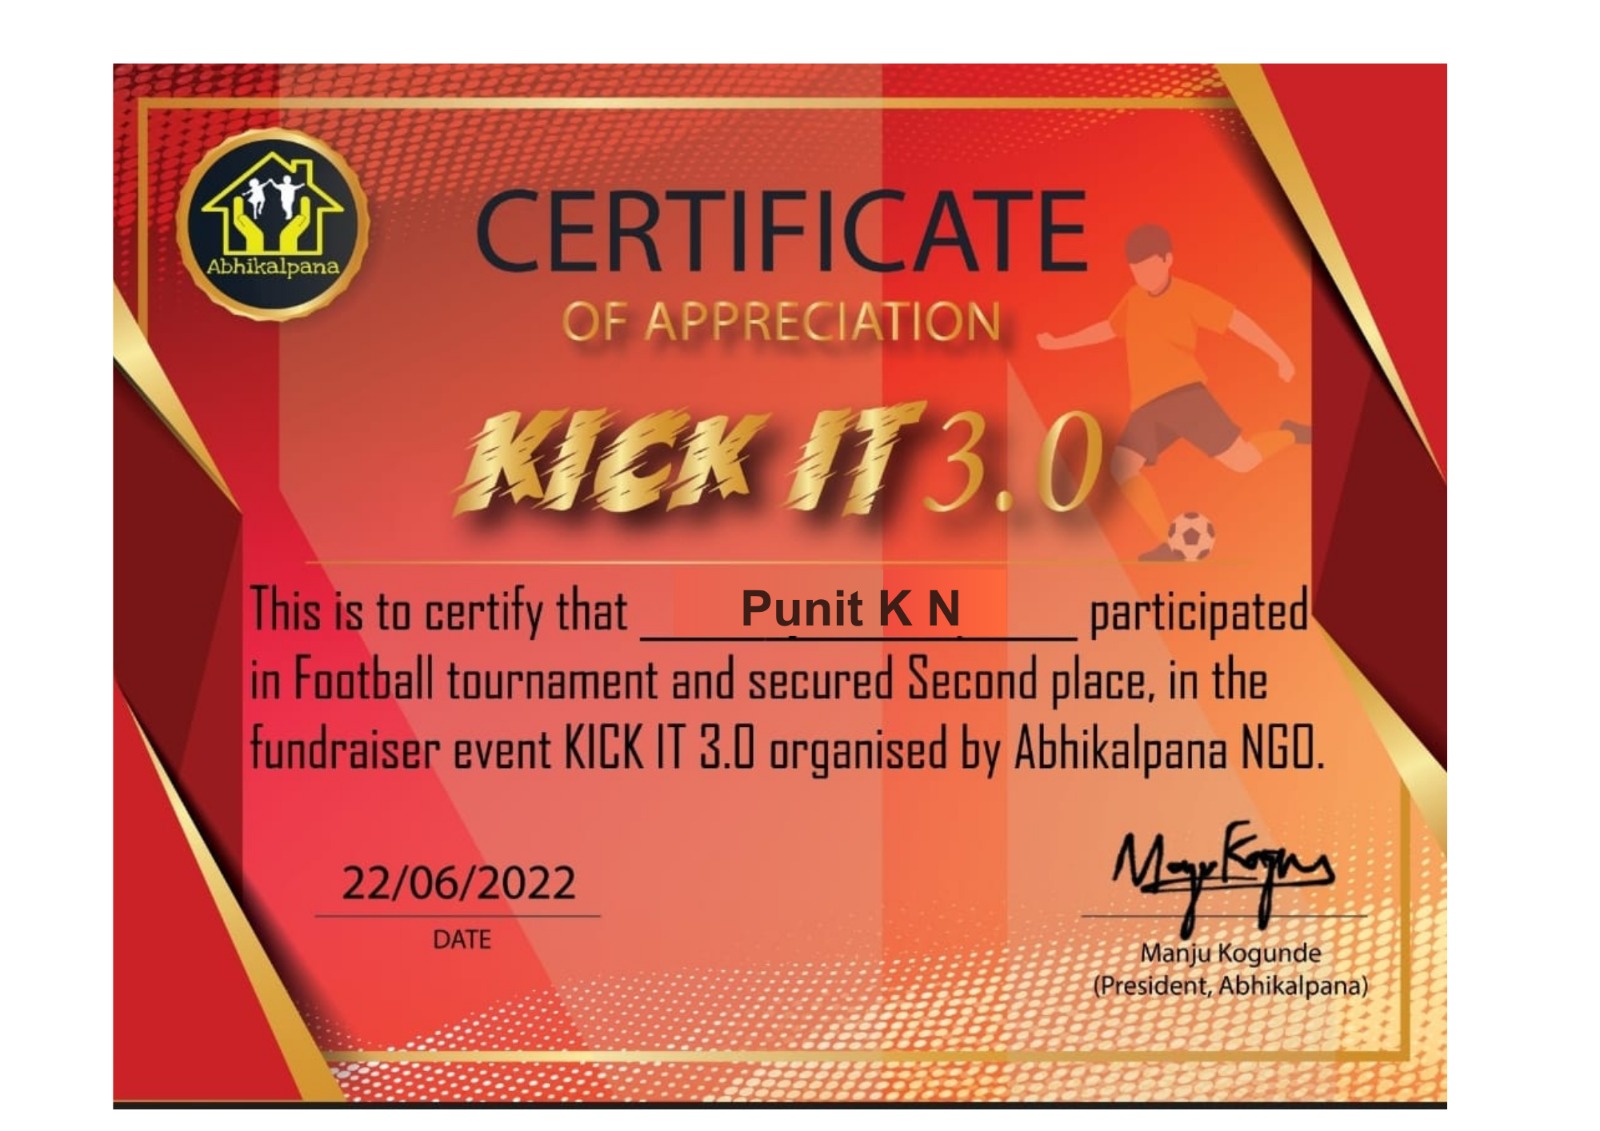 Abhikalpana
CERTIFICATE
OF APPRECIATION
KICK IT 3.0
This is to certify that Punit K N participated
in Football tournament and secured Second place, in the
fundraiser event KICK IT 3.0 organised by Abhikalpana NGO.
22/06/2022
DATE
Manju Kogunde
(President, Abhikalpana)